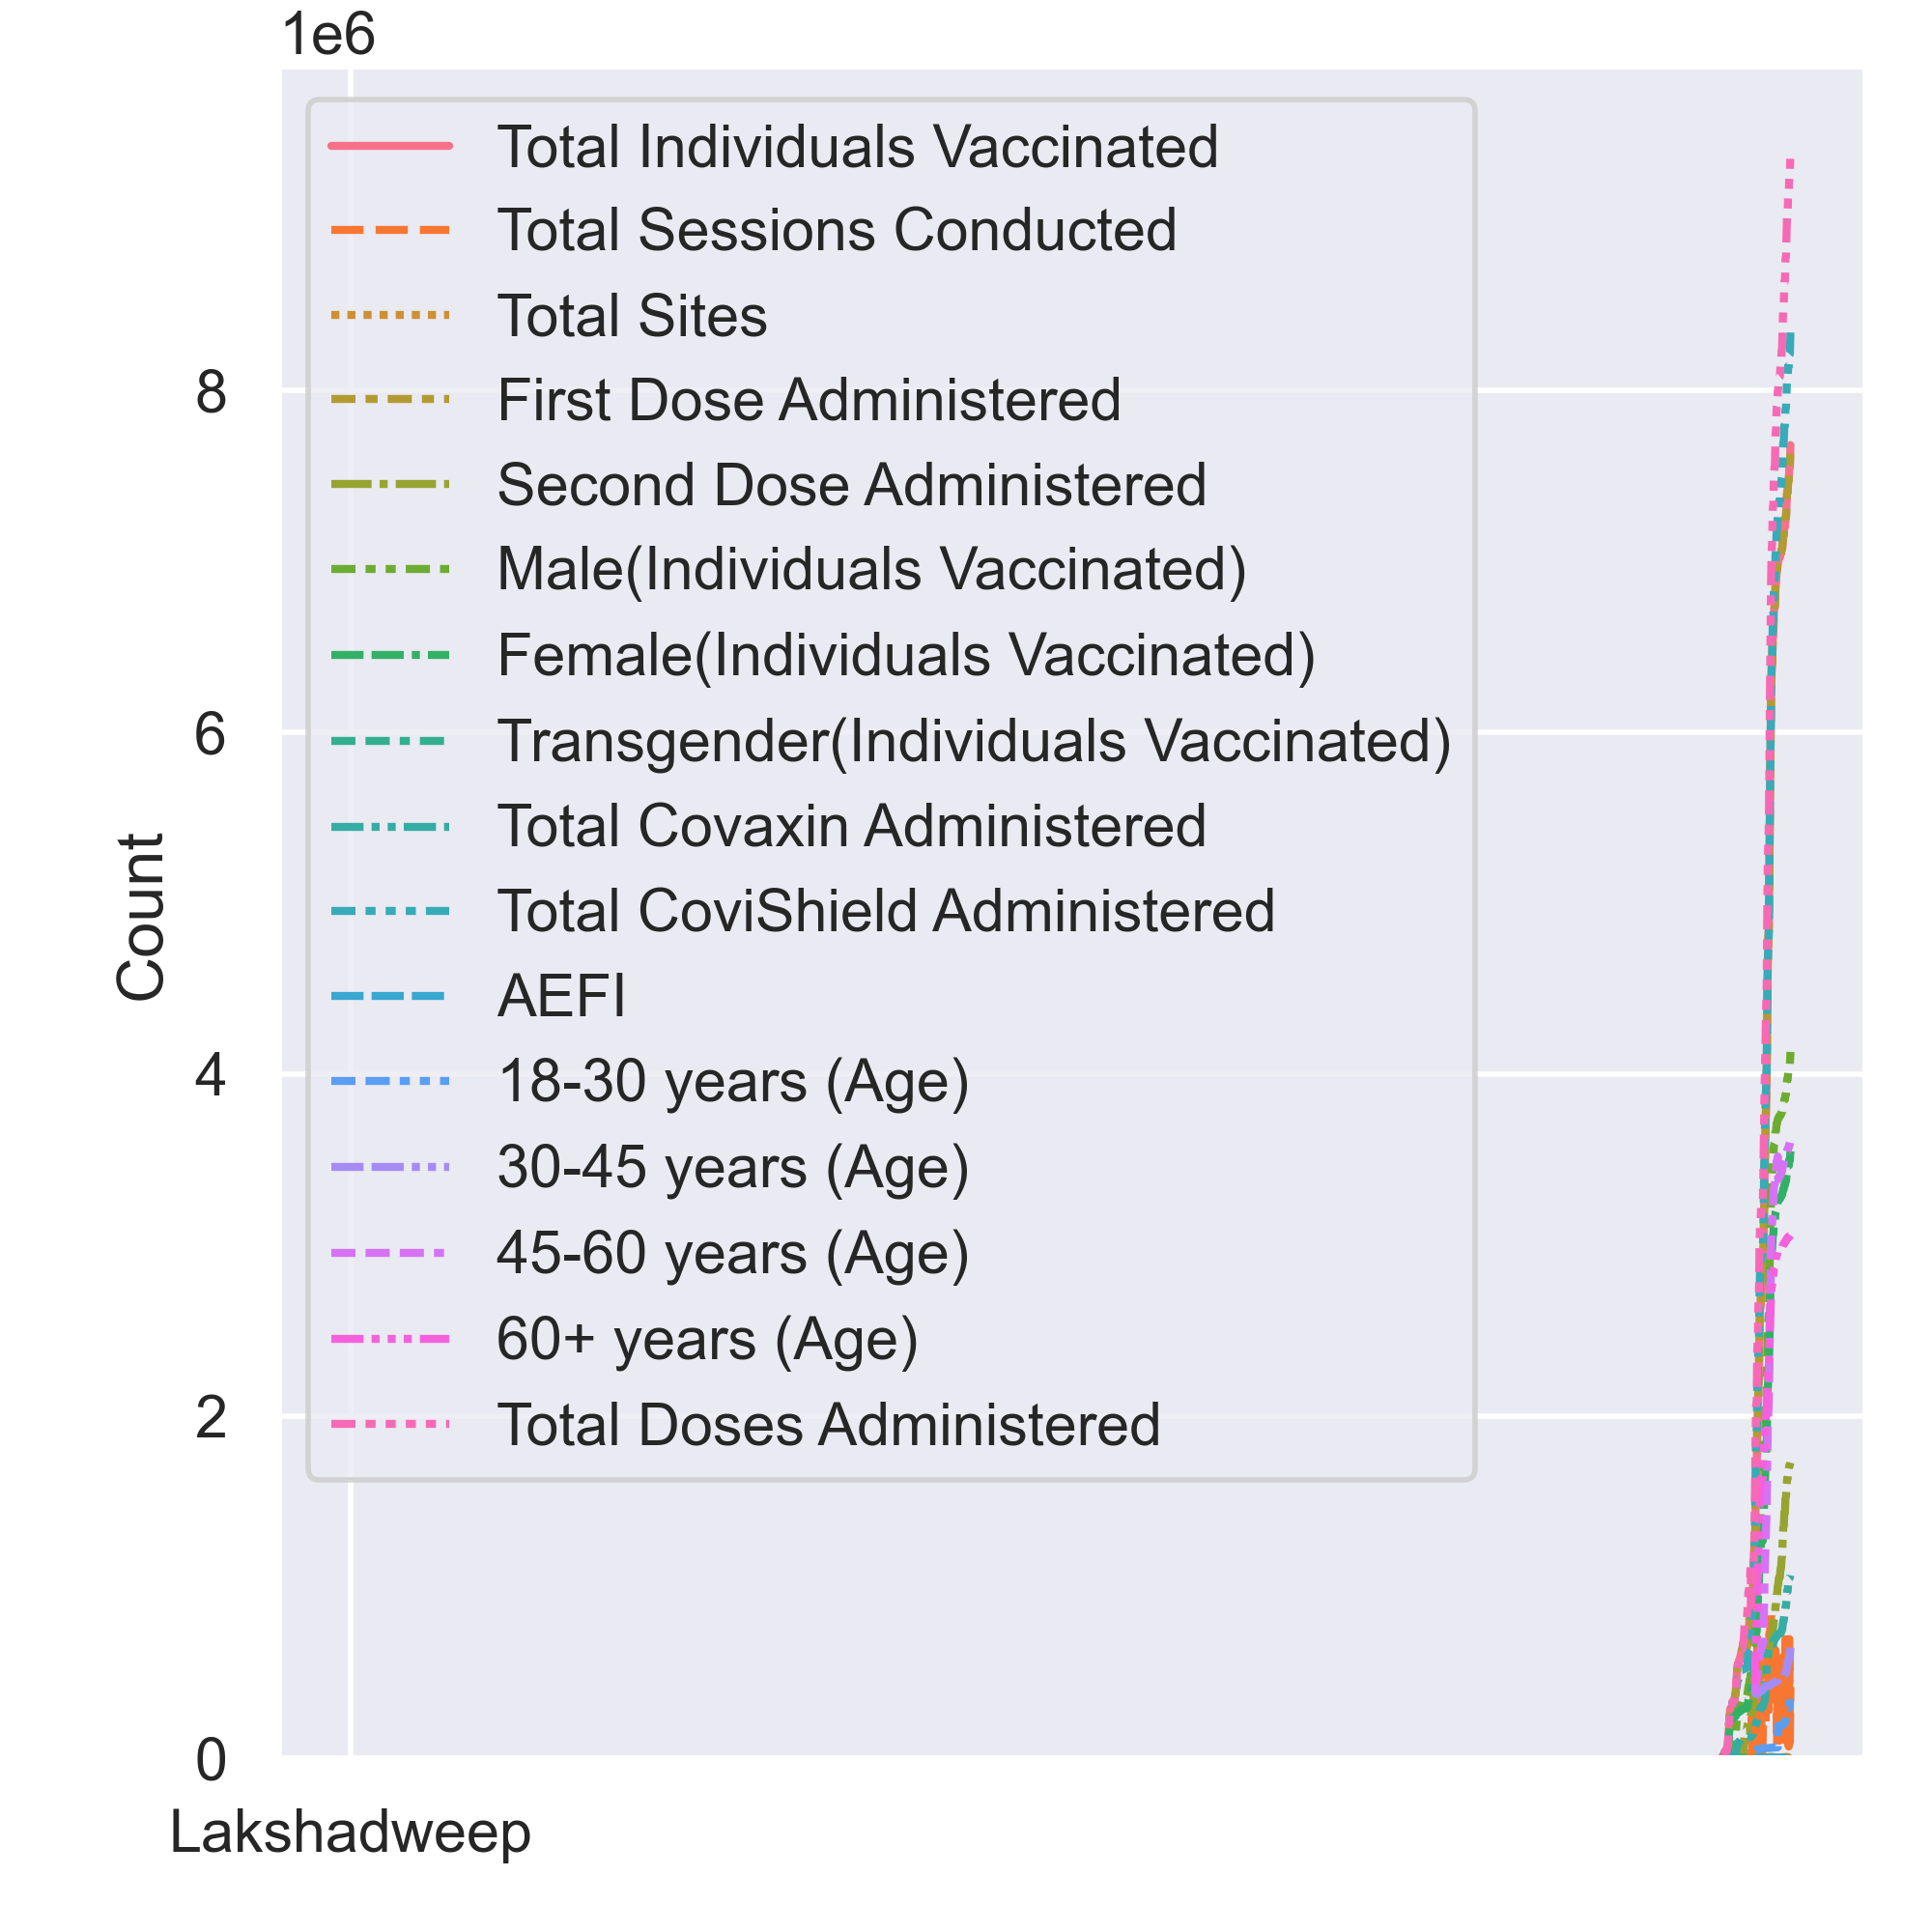 1e6
Total Individuals Vaccinated
Total Sessions Conducted
Total Sites
First Dose Administered
Second Dose Administered
Male(Individuals Vaccinated)
Female(Individuals Vaccinated)
Transgender(Individuals Vaccinated)
Total Covaxin Administered
Total CoviShield Administered
AEFI
18-30 years (Age)
30-45 years (Age)
45-60 years (Age)
60+ years (Age)
Total Doses Administered
8
6
4
2
0
Count
Lakshadweep